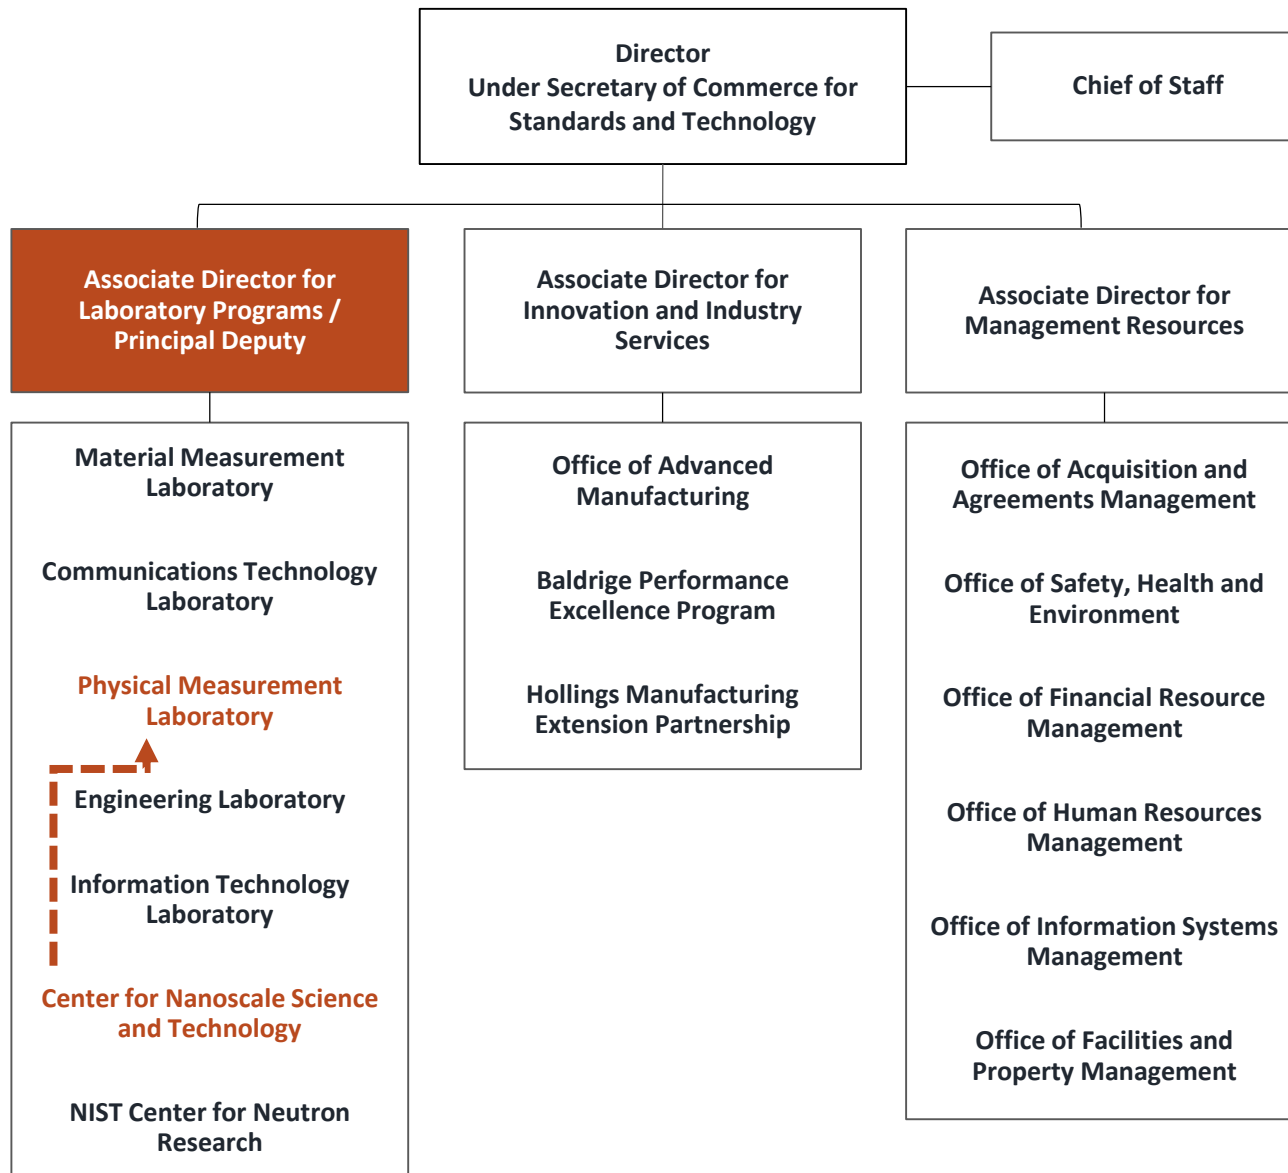 Director
Under Secretary of Commerce for
Standards and Technology
Chief of Staff
Associate Director for
Laboratory Programs /
Principal Deputy
Associate Director for
Innovation and Industry
Services
Associate Director for
Management Resources
Material Measurement
Laboratory
Communications Technology
Laboratory
Physical Measurement
Laboratory
Engineering Laboratory
Information Technology
Laboratory
Center for Nanoscale Science
and Technology
NIST Center for Neutron
Research
Office of Advanced
Manufacturing
Baldrige Performance
Excellence Program
Hollings Manufacturing
Extension Partnership
Office of Acquisition and
Agreements Management
Office of Safety, Health and
Environment
Office of Financial Resource
Management
Office of Human Resources
Management
Office of Information Systems
Management
Office of Facilities and
Property Management